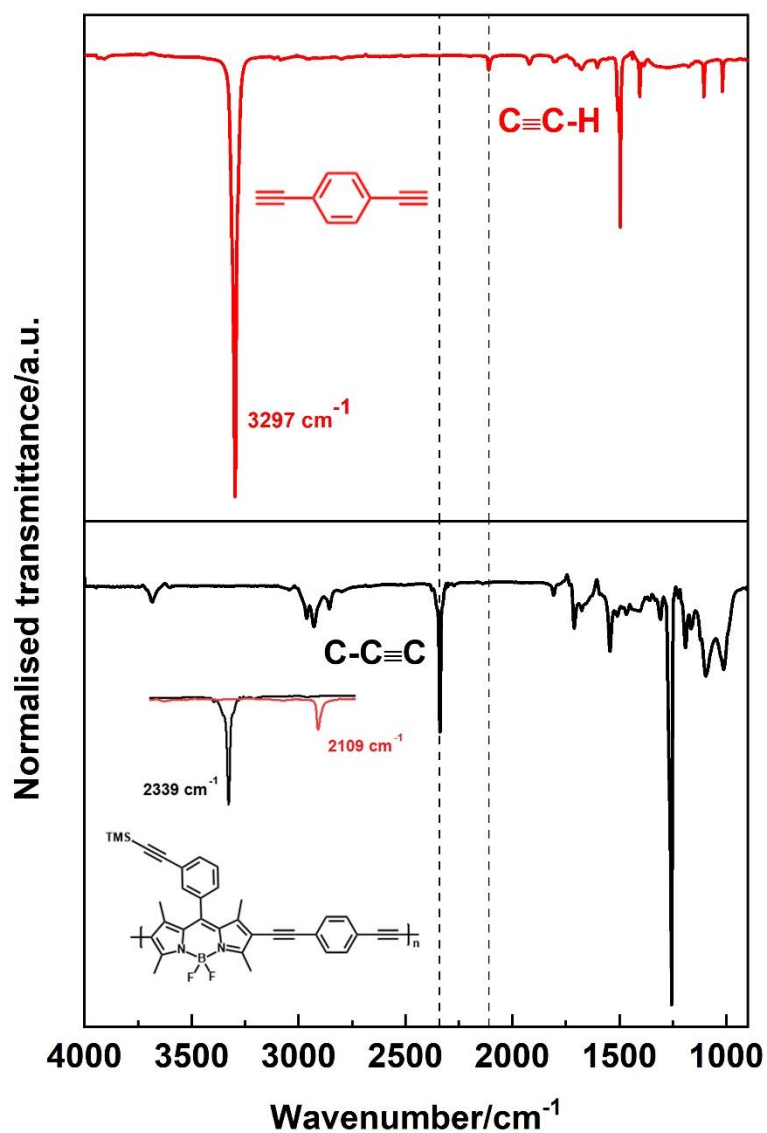 C≡C-H
3297 cm-1
C-C≡C
2109 cm-1
2339 cm-1
TMS
N
N
B
F
F
n
4000 3500 3000 2500 2000 1500 1000
Wavenumber/cm-1
Normalised transmittance/a.u.